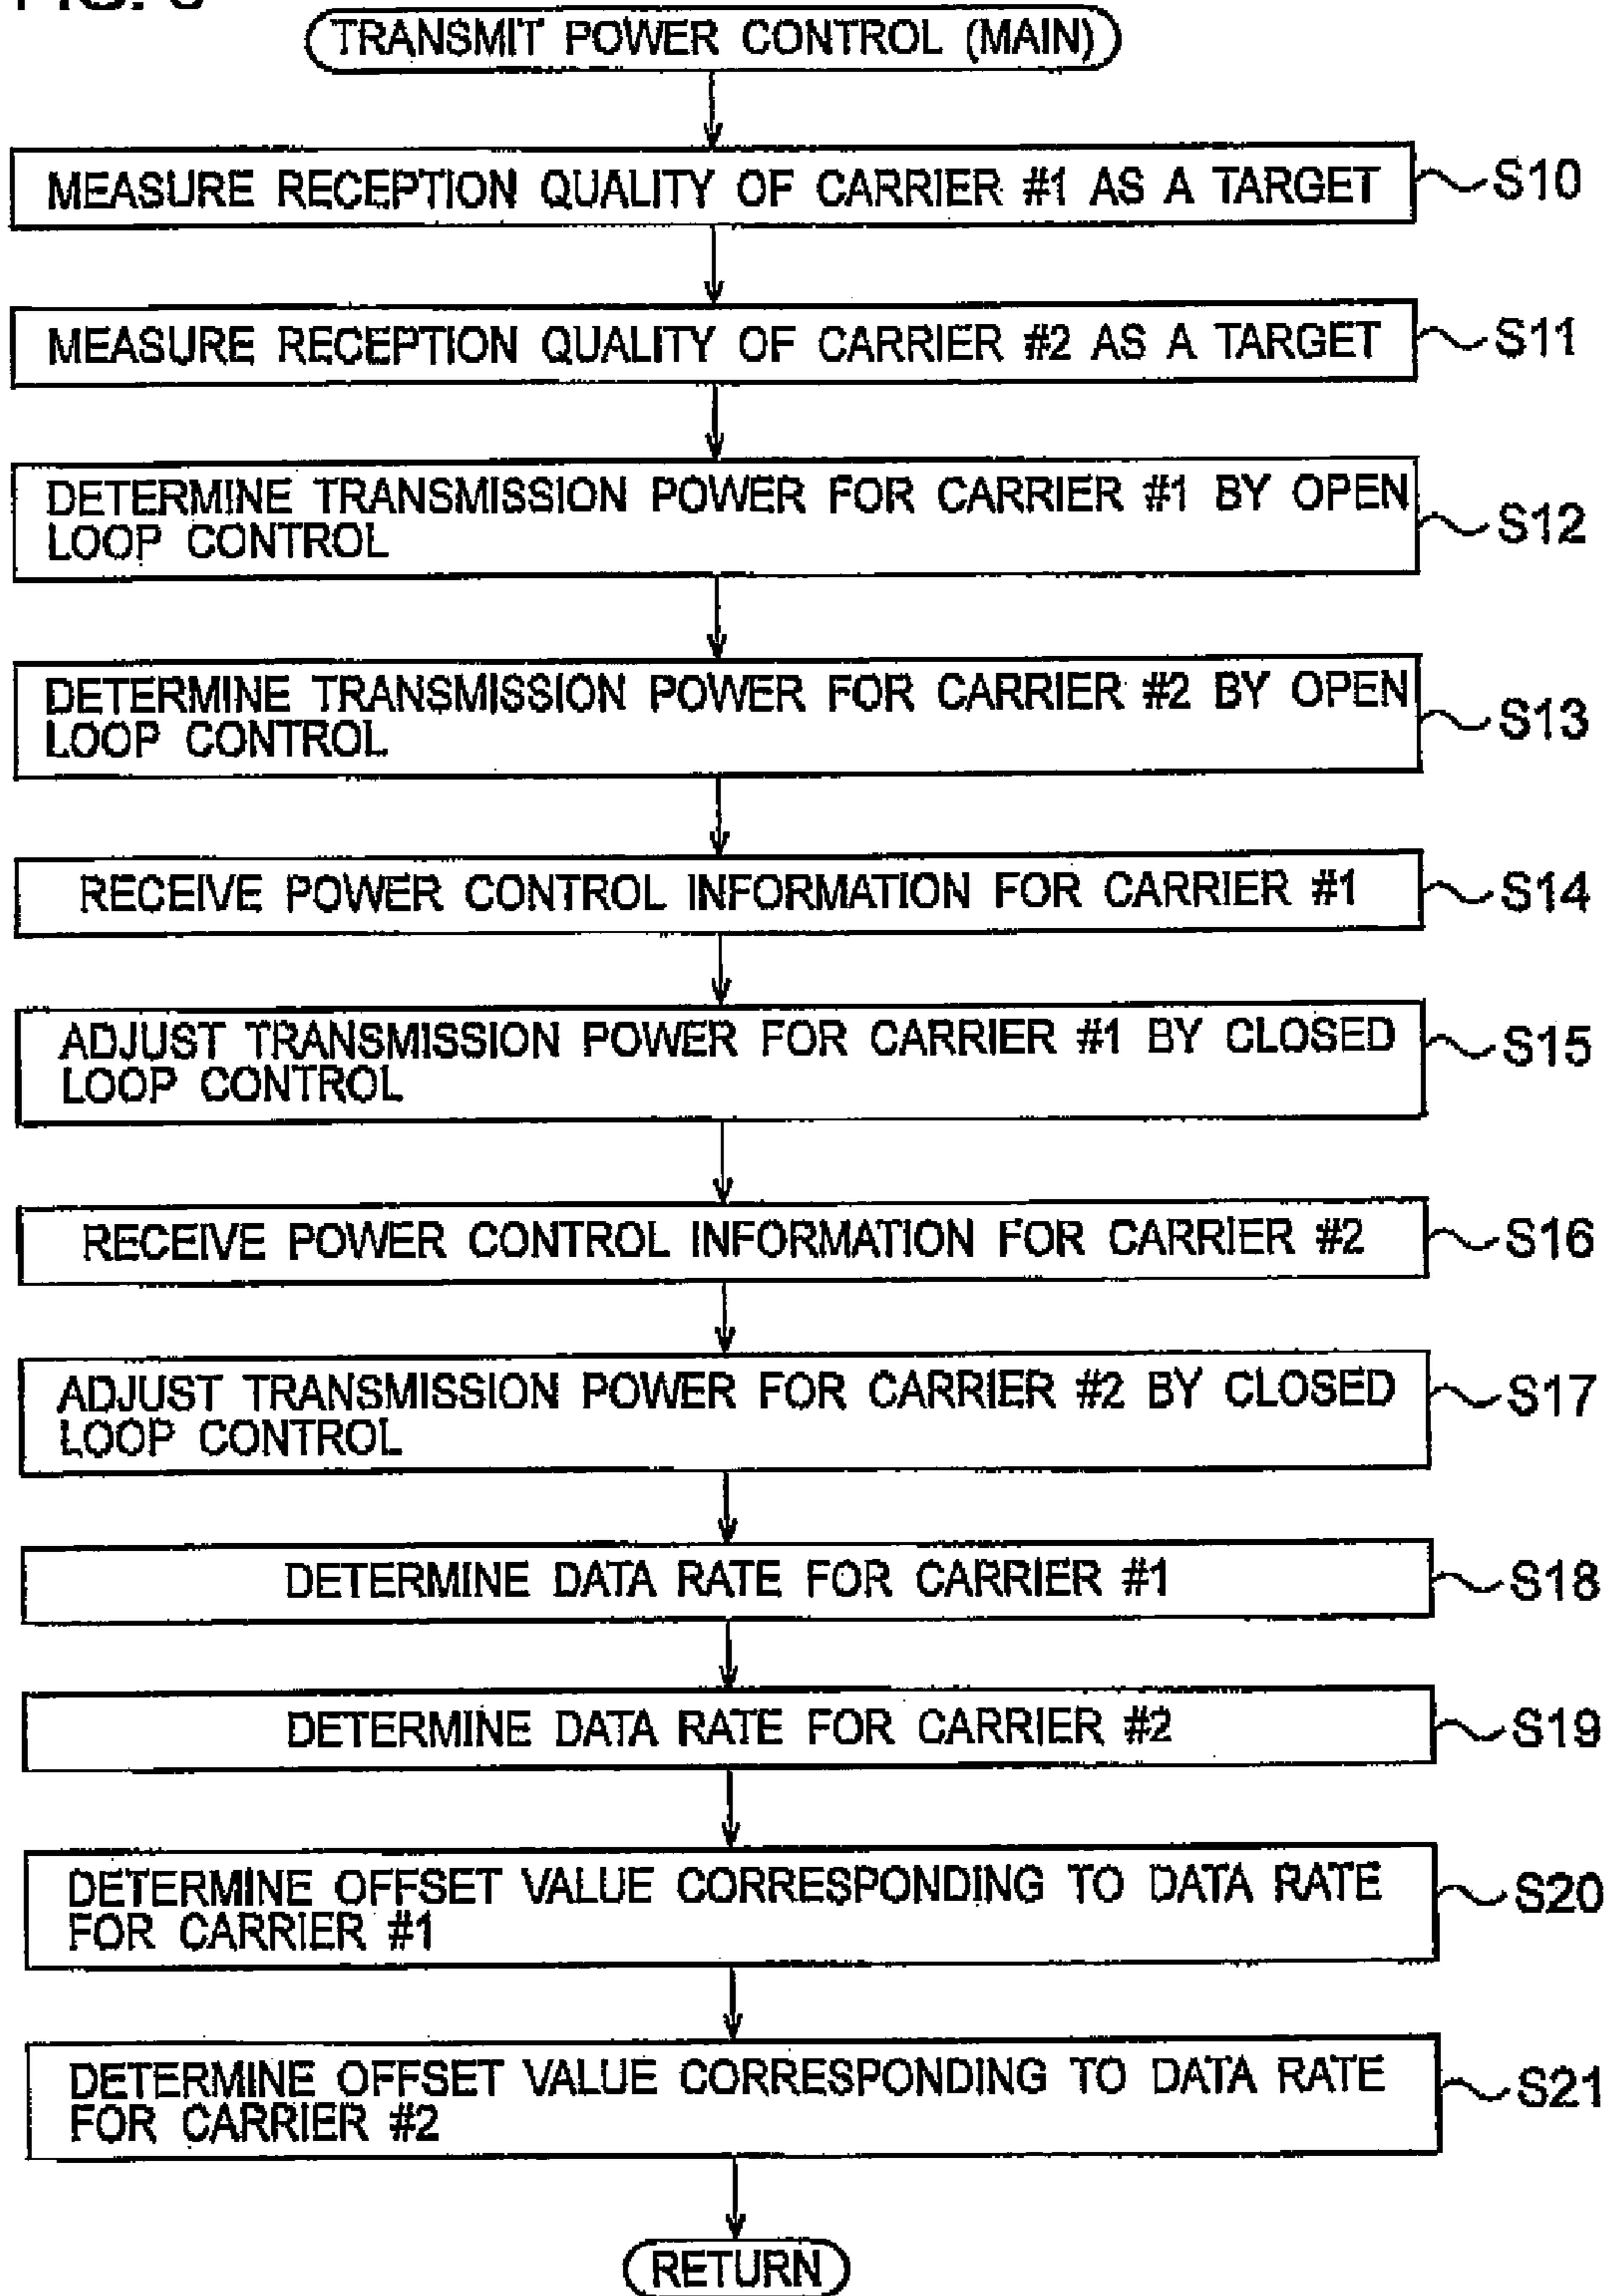 TRANSMIT POWER CONTROL (MAIN)
MEASURE RECEPTION QUALITY OF CARRIER #1 AS A TARGET
S10
MEASURE RECEPTION QUALITY OF CARRIER #2 AS A TARGET
S11
DETERMINE TRANSMISSION POWER FOR CARRIER #1 BY OPEN
LOOP CONTROL
S12
DETERMINE TRANSMISSION POWER FOR CARRIER #2 BY OPEN
LOOP CONTROL
S13
RECEIVE POWER CONTROL INFORMATION FOR CARRIER #1
S14
ADJUST TRANSMISSION POWER FOR CARRIER #1 BY CLOSED
LOOP CONTROL
S15
RECEIVE POWER CONTROL INFORMATION FOR CARRIER #2
S16
ADJUST TRANSMISSION POWER FOR CARRIER #2 BY CLOSED
LOOP CONTROL
S17
DETERMINE DATA RATE FOR CARRIER #1
S18
DETERMINE DATA RATE FOR CARRIER #2
S19
DETERMINE OFFSET VALUE CORRESPONDING TO DATA RATE
FOR CARRIER #1
S20
DETERMINE OFFSET VALUE CORRESPONDING TO DATA RATE
FOR CARRIER #2
S21
RETURN